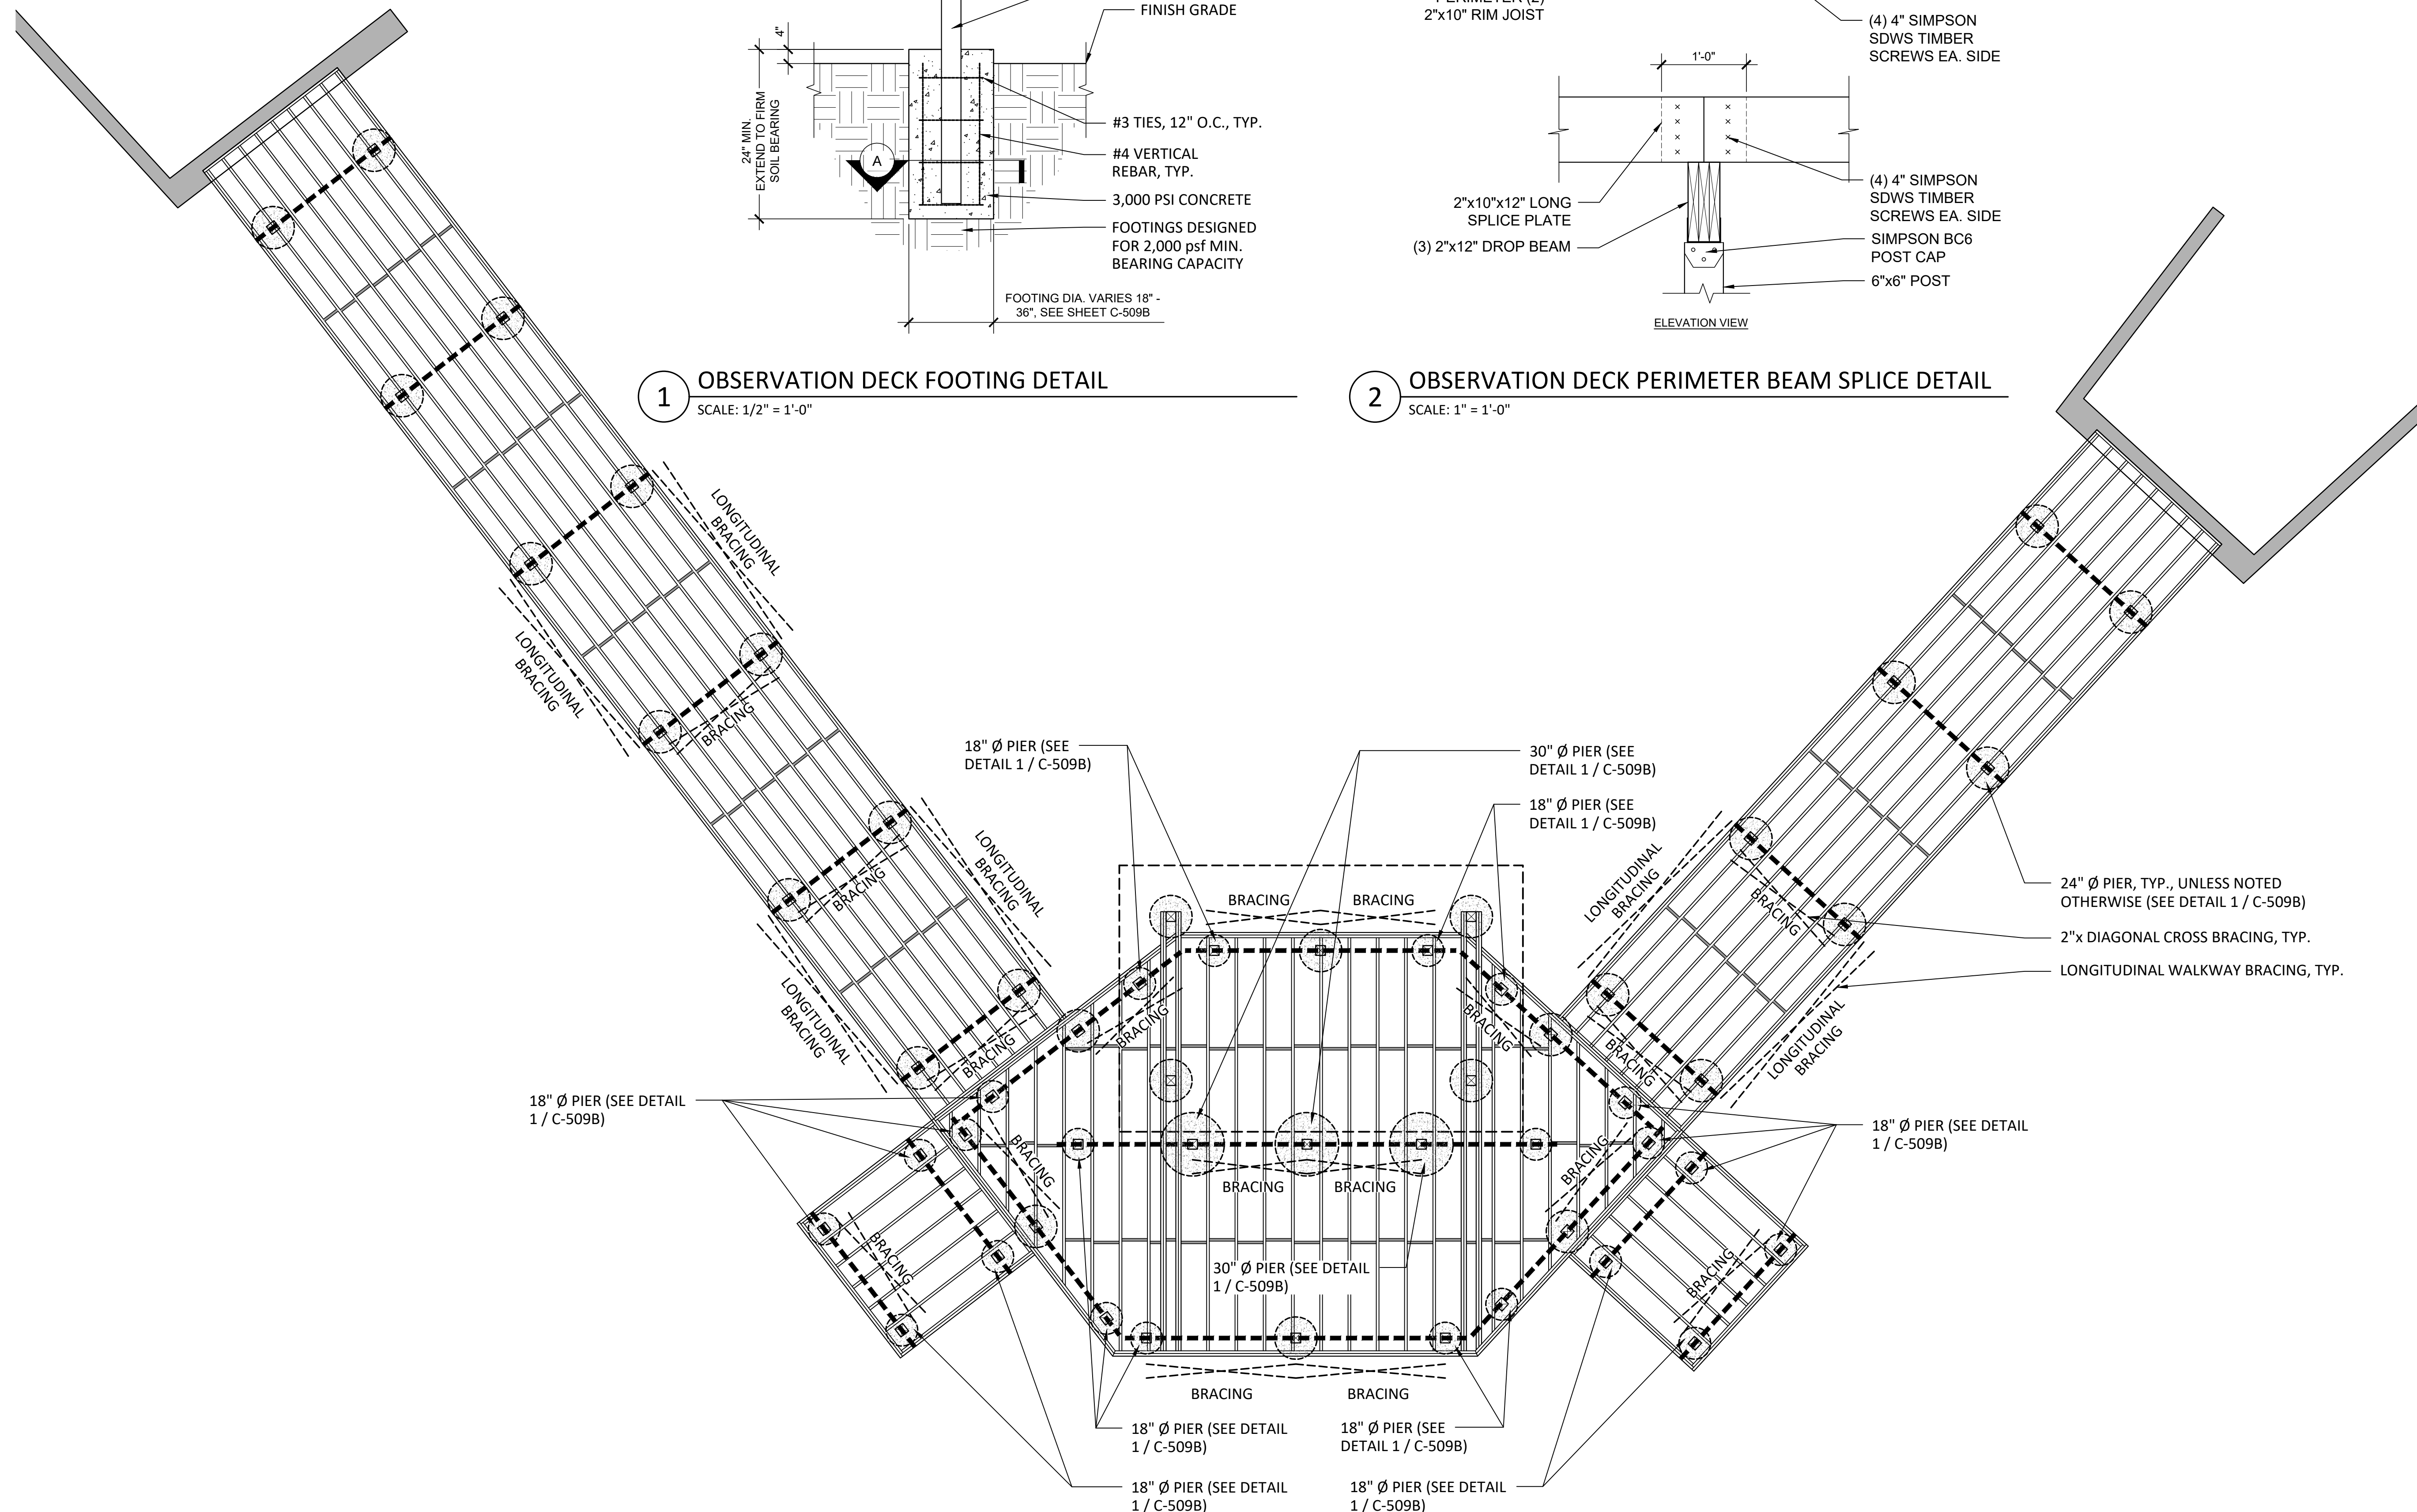 FINISH GRADE
4"
24" MIN.
EXTEND TO FIRM
SOIL BEARING
A
#3 TIES, 12" O.C., TYP.
#4 VERTICAL
REBAR, TYP.
3,000 PSI CONCRETE
FOOTINGS DESIGNED
FOR 2,000 psf MIN.
BEARING CAPACITY
FOOTING DIA. VARIES 18" -
36", SEE SHEET C-509B
1
OBSERVATION DECK FOOTING DETAIL
SCALE: 1/2" = 1'-0"
PERIMETER (2)
2"x10" RIM JOIST
(4) 4" SIMPSON
SDWS TIMBER
SCREWS EA. SIDE
1'-0"
2"x10"x12" LONG
SPLICE PLATE
(3) 2"x12" DROP BEAM
(4) 4" SIMPSON
SDWS TIMBER
SCREWS EA. SIDE
SIMPSON BC6
POST CAP
6"x6" POST
ELEVATION VIEW
2
OBSERVATION DECK PERIMETER BEAM SPLICE DETAIL
SCALE: 1" = 1'-0"
LONGITUDINAL
BRACING
LONGITUDINAL
BRACING
BRACING
BRACING
LONGITUDINAL
BRACING
LONGITUDINAL
BRACING
BRACING
18" Ø PIER (SEE
DETAIL 1 / C-509B)
30" Ø PIER (SEE
DETAIL 1 / C-509B)
18" Ø PIER (SEE
DETAIL 1 / C-509B)
LONGITUDINAL
BRACING
BRACING
24" Ø PIER, TYP., UNLESS NOTED
OTHERWISE (SEE DETAIL 1 / C-509B)
2"x DIAGONAL CROSS BRACING, TYP.
LONGITUDINAL WALKWAY BRACING, TYP.
BRACING
BRACING
BRACING
BRACING
BRACING
LONGITUDINAL
BRACING
18" Ø PIER (SEE DETAIL
1 / C-509B)
18" Ø PIER (SEE DETAIL
1 / C-509B)
BRACING
BRACING
BRACING
BRACING
BRACING
BRACING
30" Ø PIER (SEE DETAIL
1 / C-509B)
BRACING
BRACING
18" Ø PIER (SEE DETAIL
1 / C-509B)
18" Ø PIER (SEE
DETAIL 1 / C-509B)
18" Ø PIER (SEE DETAIL
1 / C-509B)
18" Ø PIER (SEE DETAIL
1 / C-509B)